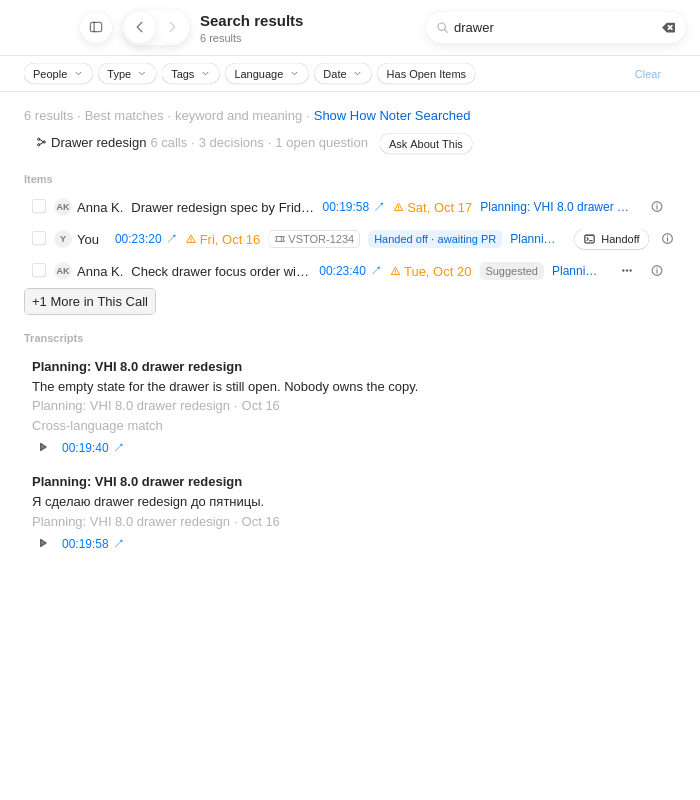 Search results
6 results
drawer
People
Type
Tags
Language
Date
Has Open Items
Clear
6 results · Best matches · keyword and meaning · Show How Noter Searched
Drawer redesign 6 calls · 3 decisions · 1 open question
Ask About This
Items
AK Anna K. Drawer redesign spec by Frid… 00:19:58 Sat, Oct 17 Planning: VHI 8.0 drawer …
Y You 00:23:20 Fri, Oct 16 VSTOR-1234 Handed off · awaiting PR Planni… Handoff
AK Anna K. Check drawer focus order wi… 00:23:40 Tue, Oct 20 Suggested Planni…
+1 More in This Call
Transcripts
Planning: VHI 8.0 drawer redesign
The empty state for the drawer is still open. Nobody owns the copy.
Planning: VHI 8.0 drawer redesign · Oct 16
Cross-language match
00:19:40
Planning: VHI 8.0 drawer redesign
Я сделаю drawer redesign до пятницы.
Planning: VHI 8.0 drawer redesign · Oct 16
00:19:58